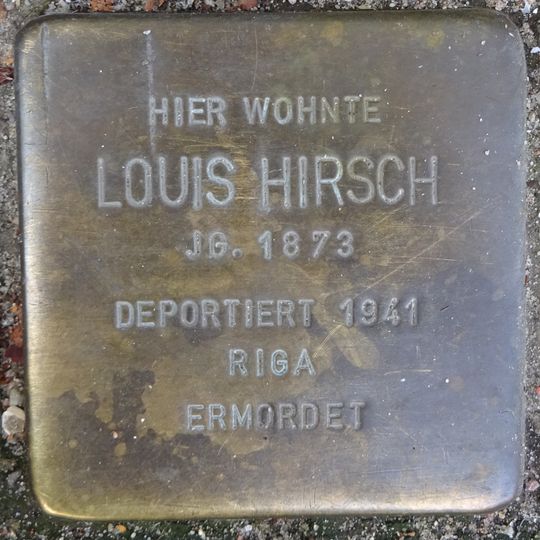 HIER WOHNTE
LOUIS HIRSCH
JG. 1873
DEPORTIERT 1941
RIGA
ERMORDET